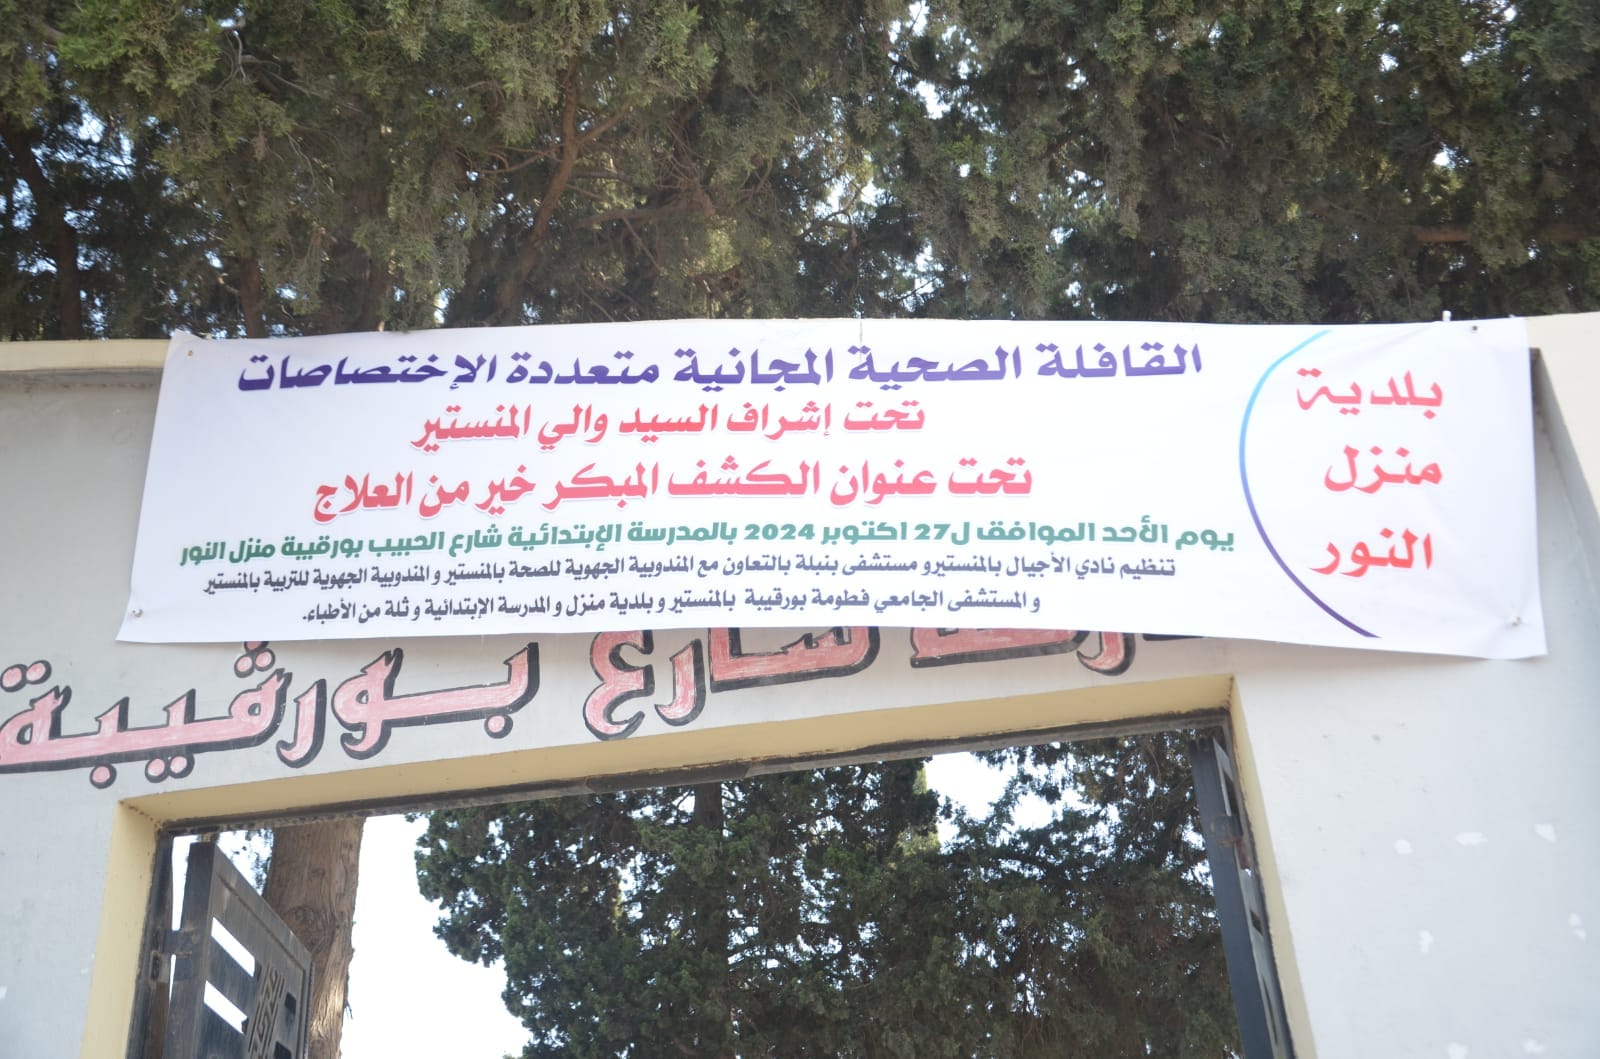 بلدية
منزل
النور
القافلة الصحية المجانية متعددة الإختصاصات
تحت إشراف السيد والي المنستير
تحت عنوان الكشف المبكر خير من العلاج
يوم الأحد الموافق ل27 اكتوبر 2024 بالمدرسة الإبتدائية شارع الحبيب بورقيبة منزل النور
تنظيم نادي الأجيال بالمنستيرو مستشفى بنبلة بالتعاون مع المندوبية الجهوية للصحة بالمنستير و المندوبية الجهوية للتربية بالمنستير
و المستشفى الجامعي فطومة بورقيبة بالمنستير و بلدية منزل و المدرسة الإبتدائية و ثلة من الأطباء.
شارع بورقيبة